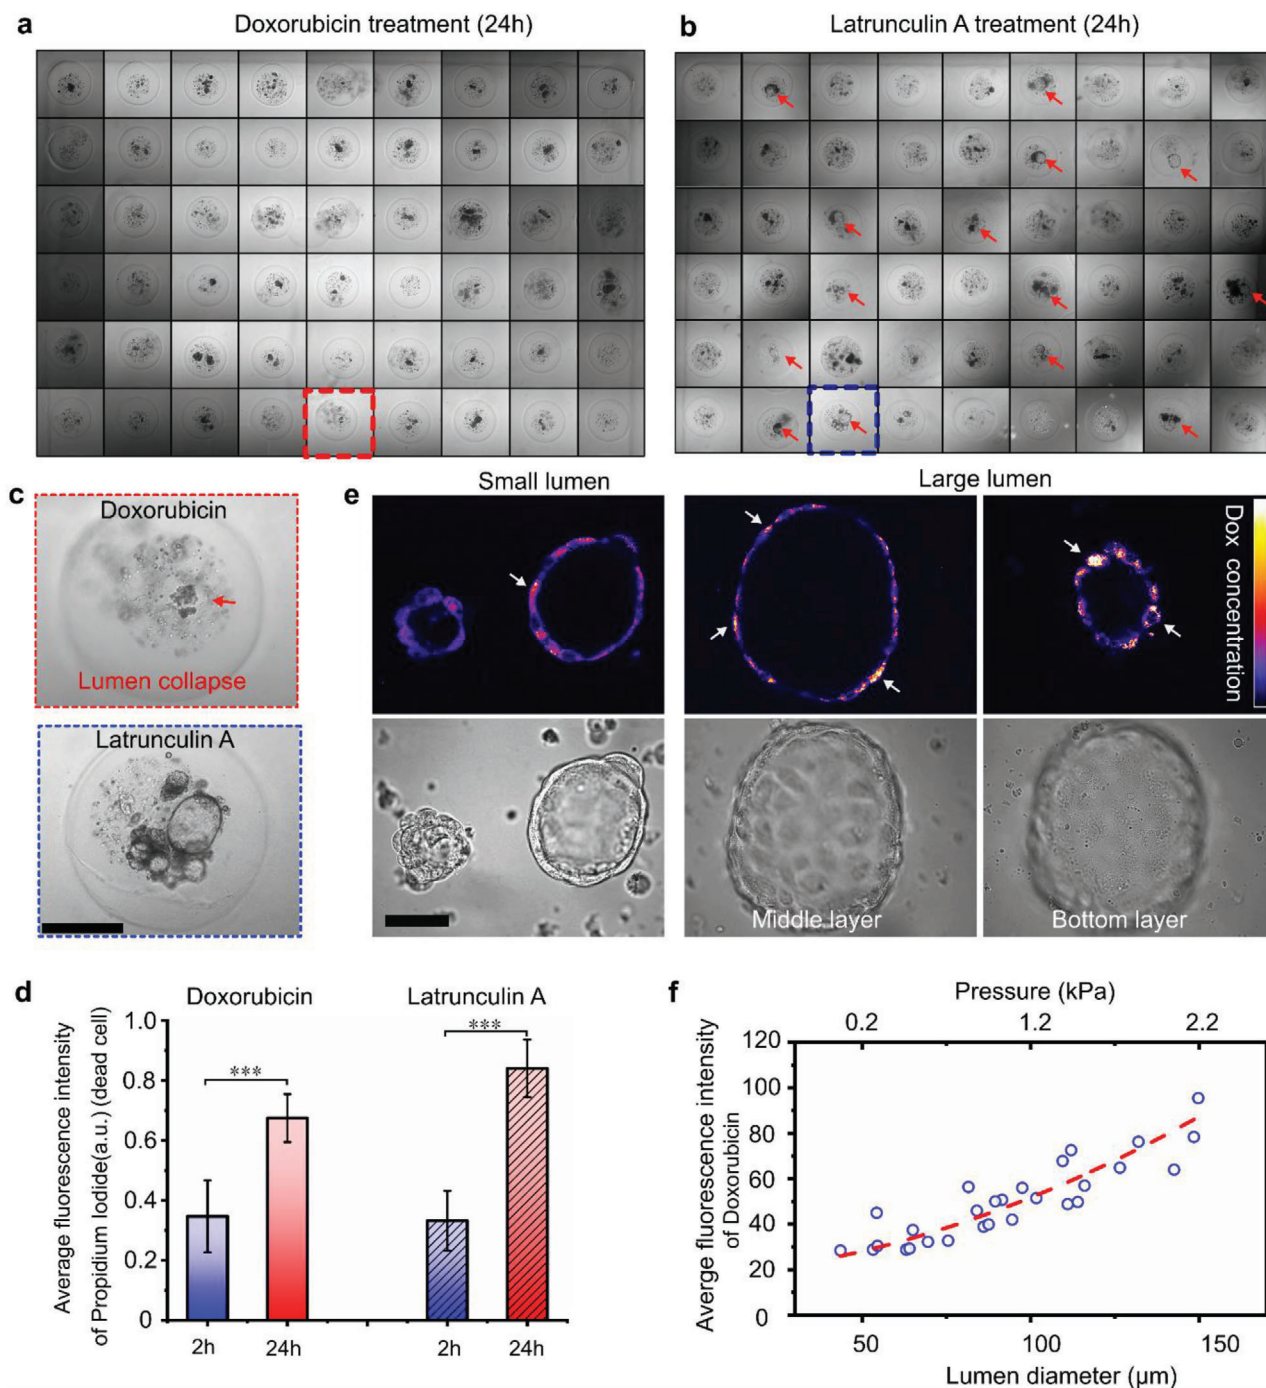 a
Doxorubicin treatment (24h)
b
Latrunculin A treatment (24h)
c
Doxorubicin
Lumen collapse
Latrunculin A
e
Small lumen
Large lumen
Dox concentration
Middle layer
Bottom layer
d
Doxorubicin
Latrunculin A
Average fluorescence intensity
of Propidium Iodide(a.u.) (dead cell)
1.0
0.8
0.6
0.4
0.2
0
***
***
2h
24h
2h
24h
f
Pressure (kPa)
0.2
1.2
2.2
Averge fluorescence intensity
of Doxorubicin
120
100
80
60
40
20
0
50
100
150
Lumen diameter (μm)